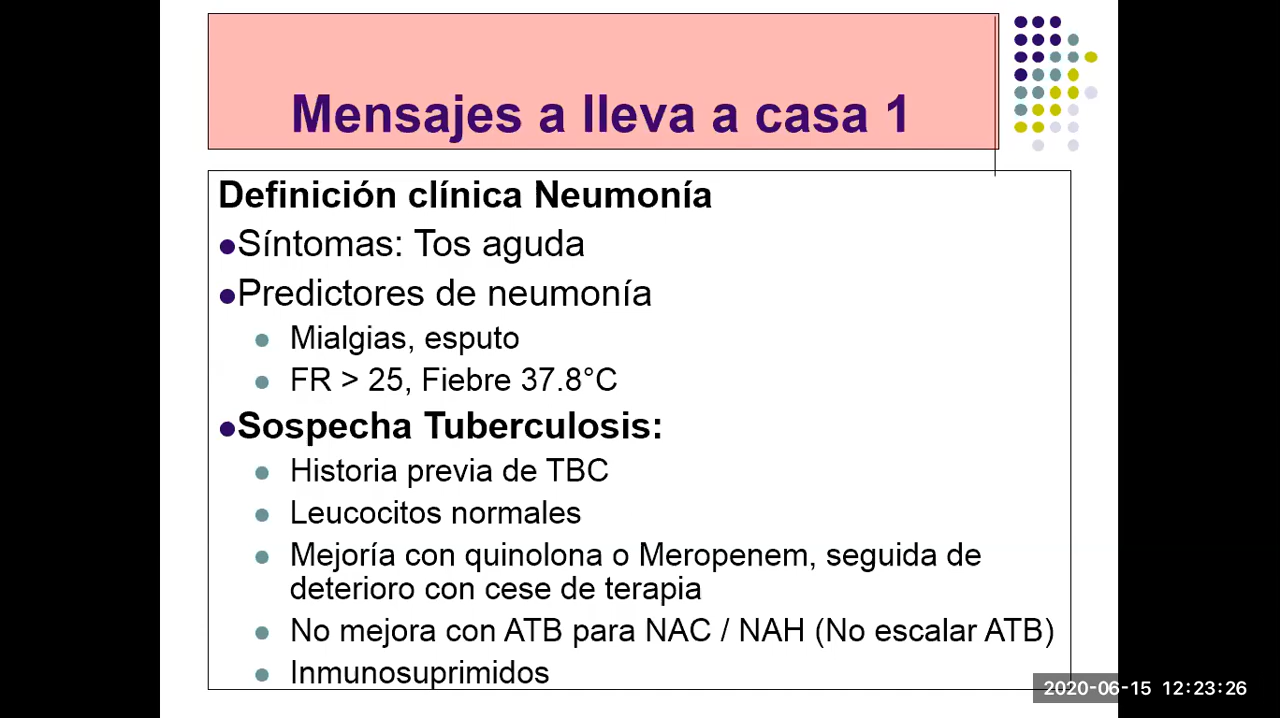 Mensajes a lleva a casa 1
Definición clínica Neumonía
Síntomas: Tos aguda
Predictores de neumonía
Mialgias, esputo
FR > 25, Fiebre 37.8°C
Sospecha Tuberculosis:
Historia previa de TBC
Leucocitos normales
Mejoría con quinolona o Meropenem, seguida de
deterioro con cese de terapia
No mejora con ATB para NAC / NAH (No escalar ATB)
Inmunosuprimidos
2020-06-15 12:23:26